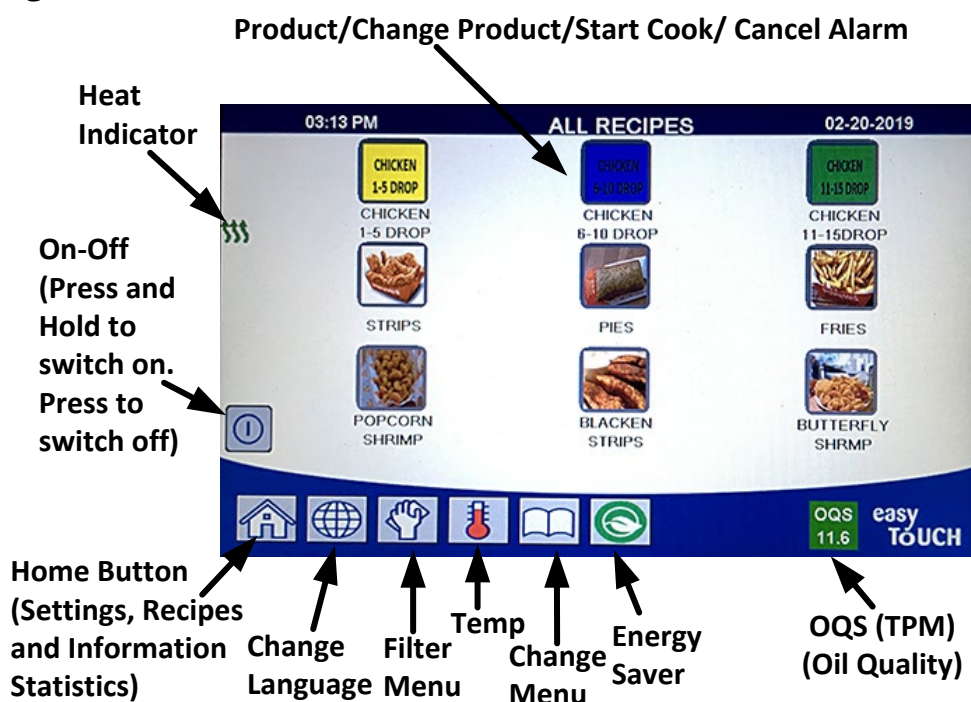 Product/Change Product/Start Cook/ Cancel Alarm
Heat
Indicator
03:13 PM
ALL RECIPES
02-20-2019
CHICKEN
1-5 DROP
CHICKEN
6-10 DROP
CHICKEN
11-15 DROP
CHICKEN
1-5 DROP
CHICKEN
6-10 DROP
CHICKEN
11-15DROP
On-Off
(Press and
Hold to
switch on.
Press to
switch off)
STRIPS
PIES
FRIES
POPCORN
SHRIMP
BLACKEN
STRIPS
BUTTERFLY
SHRMP
OQS
11.6
easy
ToUCH
Home Button
(Settings, Recipes
and Information
Statistics)
Change
Language
Filter
Menu
Temp
Change
Menu
Energy
Saver
OQS (TPM)
(Oil Quality)